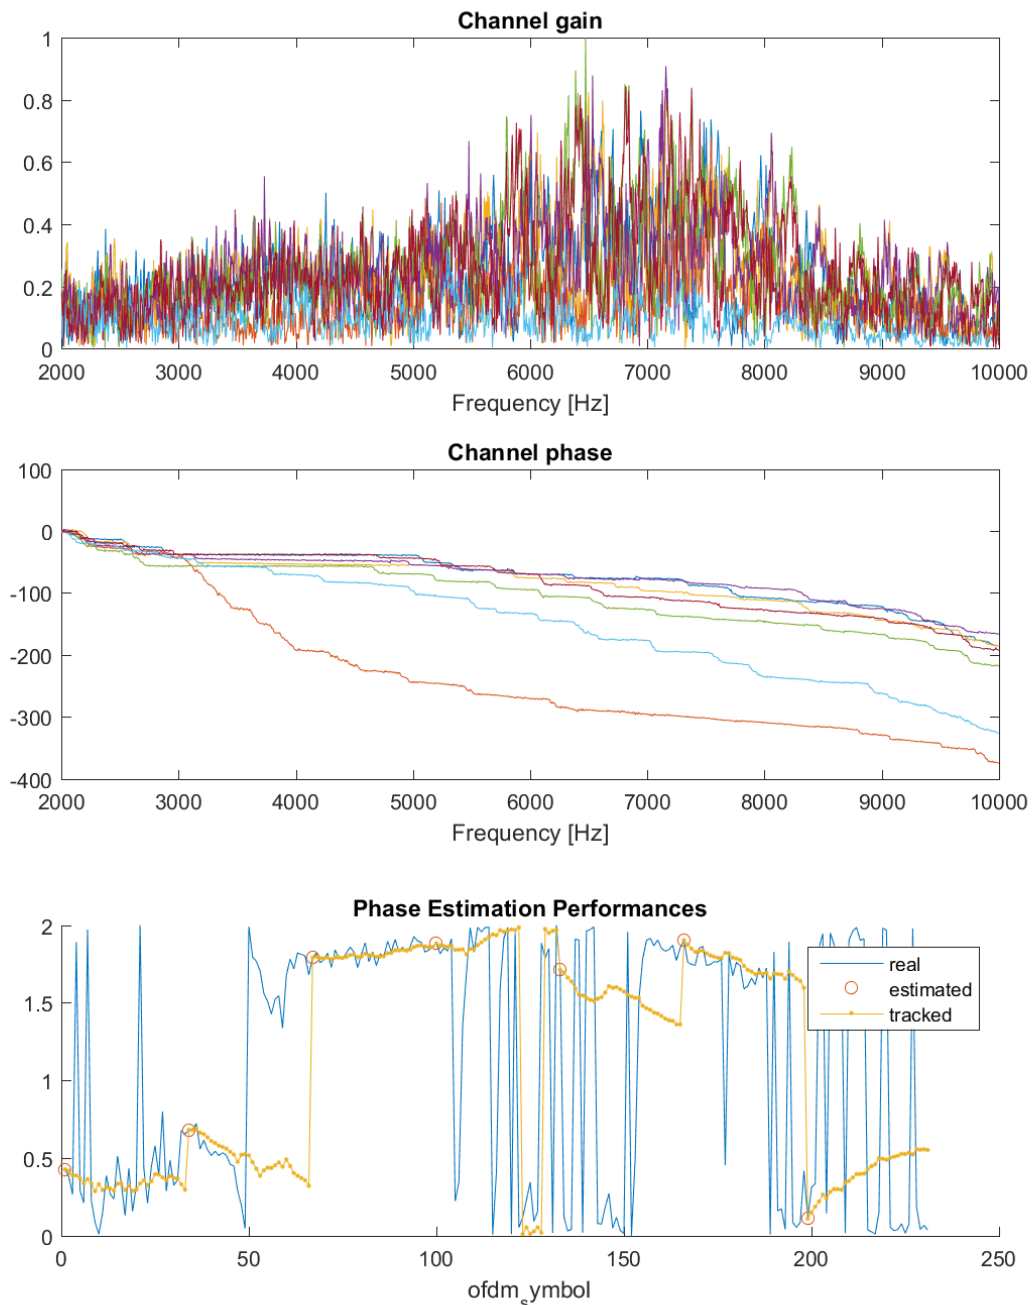 Channel gain
1
0.8
0.6
0.4
0.2
0
2000 3000 4000 5000 6000 7000 8000 9000 10000
Frequency [Hz]
Channel phase
100
0
-100
-200
-300
-400
2000 3000 4000 5000 6000 7000 8000 9000 10000
Frequency [Hz]
Phase Estimation Performances
2
1.5
1
0.5
0
real
estimated
tracked
0 50 100 150 200 250
ofdm_symbol